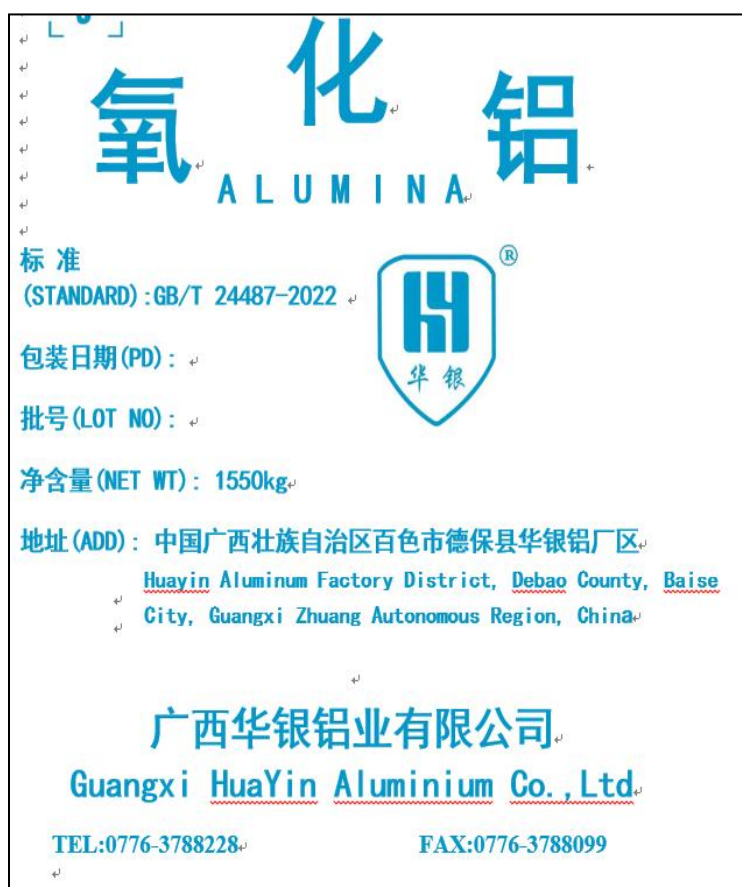 氧化铝
ALUMINA
标 准
(STANDARD):GB/T 24487-2022
®
华银
包装日期(PD):
批号(LOT NO):
净含量(NET WT): 1550kg
地址(ADD): 中国广西壮族自治区百色市德保县华银铝厂区
Huayin Aluminum Factory District, Debao County, Baise
City, Guangxi Zhuang Autonomous Region, China
广西华银铝业有限公司
Guangxi HuaYin Aluminium Co.,Ltd
TEL:0776-3788228 FAX:0776-3788099